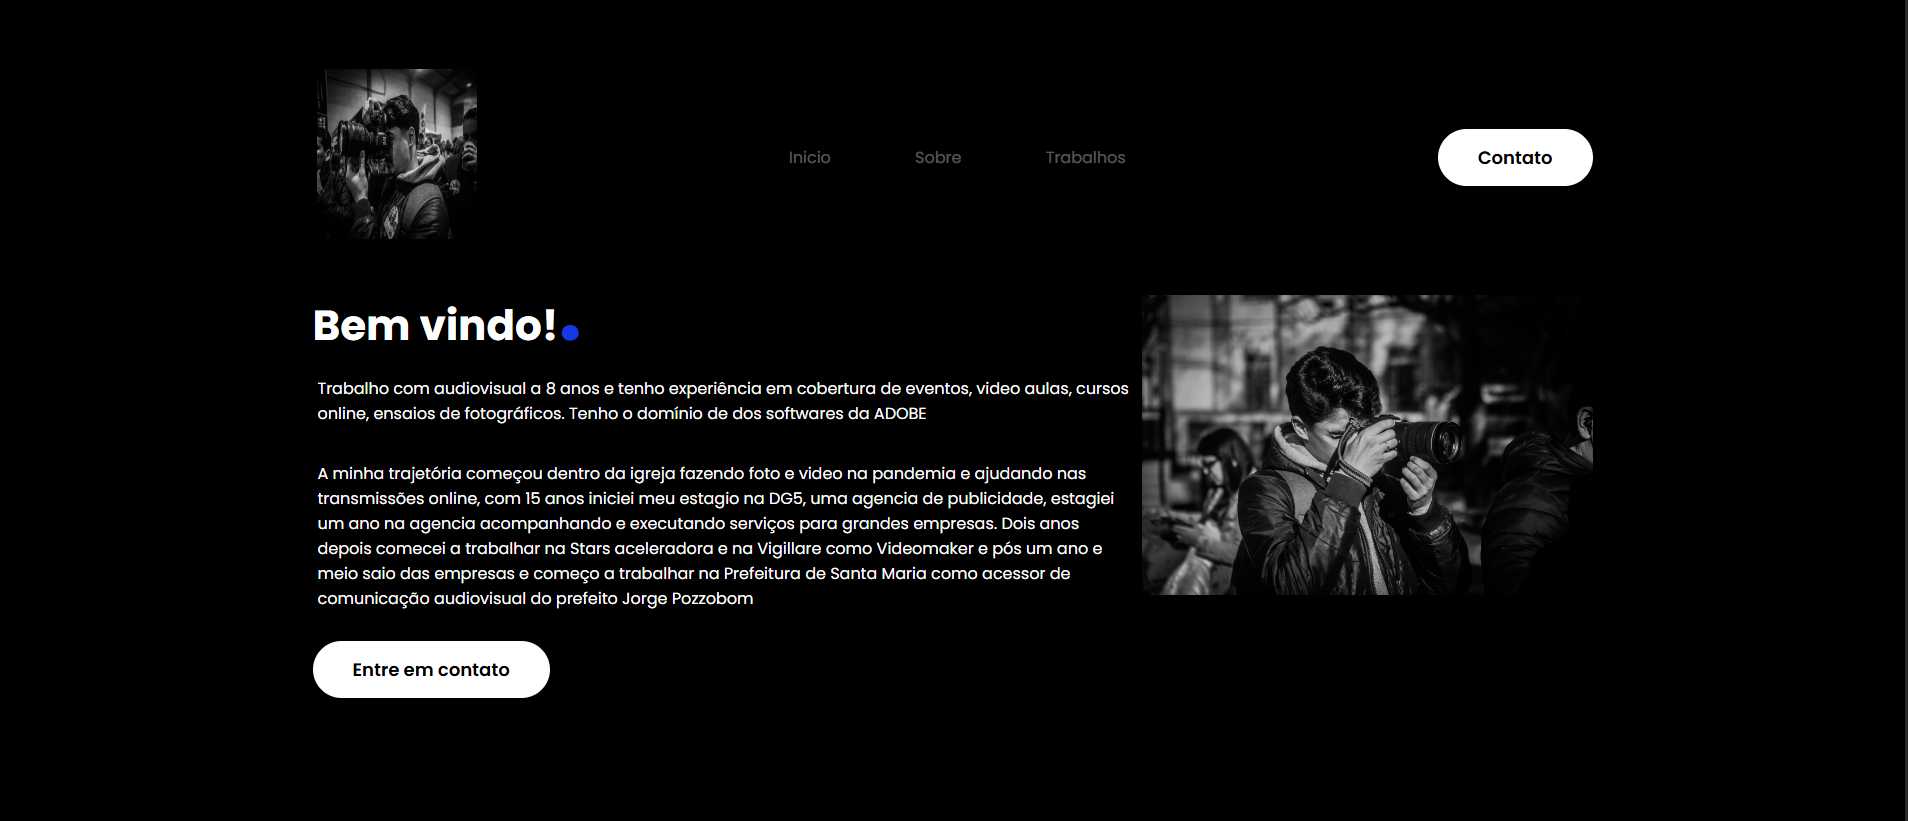 Inicio
Sobre
Trabalhos
Contato
Bem vindo!.
Trabalho com audiovisual a 8 anos e tenho experiência em cobertura de eventos, video aulas, cursos
online, ensaios de fotográficos. Tenho o domínio de dos softwares da ADOBE
A minha trajetória começou dentro da igreja fazendo foto e video na pandemia e ajudando nas
transmissões online, com 15 anos iniciei meu estagio na DG5, uma agencia de publicidade, estagiei
um ano na agencia acompanhando e executando serviços para grandes empresas. Dois anos
depois comecei a trabalhar na Stars aceleradora e na Vigillare como Videomaker e pós um ano e
meio saio das empresas e começo a trabalhar na Prefeitura de Santa Maria como acessor de
comunicação audiovisual do prefeito Jorge Pozzobom
Entre em contato